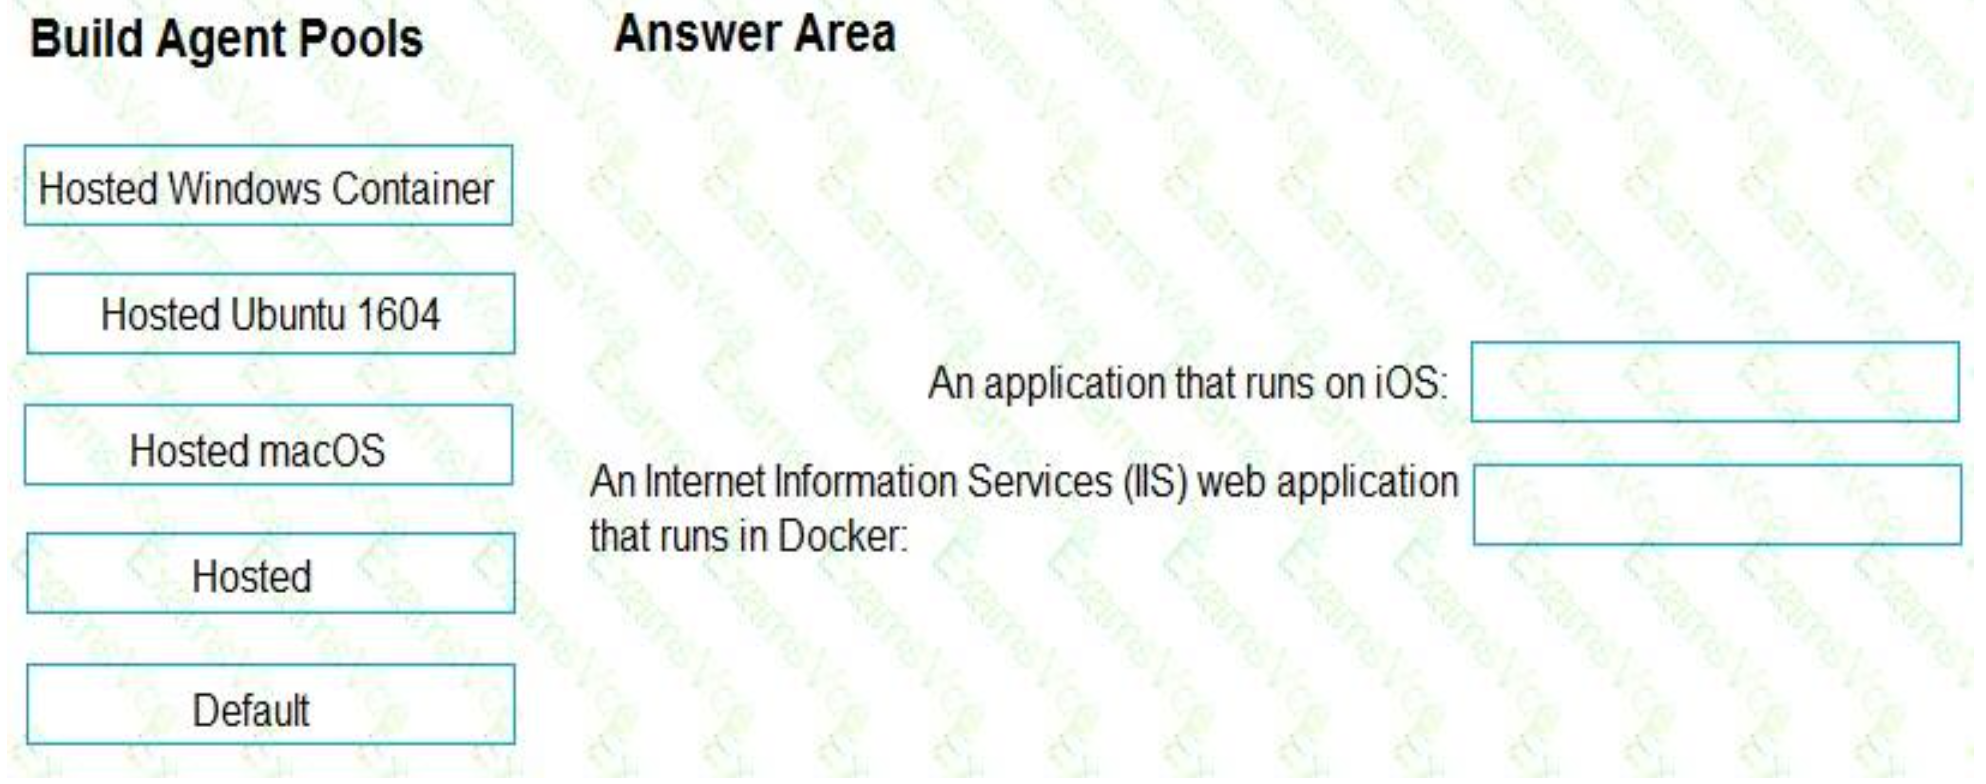 Build Agent Pools
Answer Area
Hosted Windows Container
Hosted Ubuntu 1604
Hosted macOS
Hosted
Default
An application that runs on iOS:
An Internet Information Services (IIS) web application
that runs in Docker: